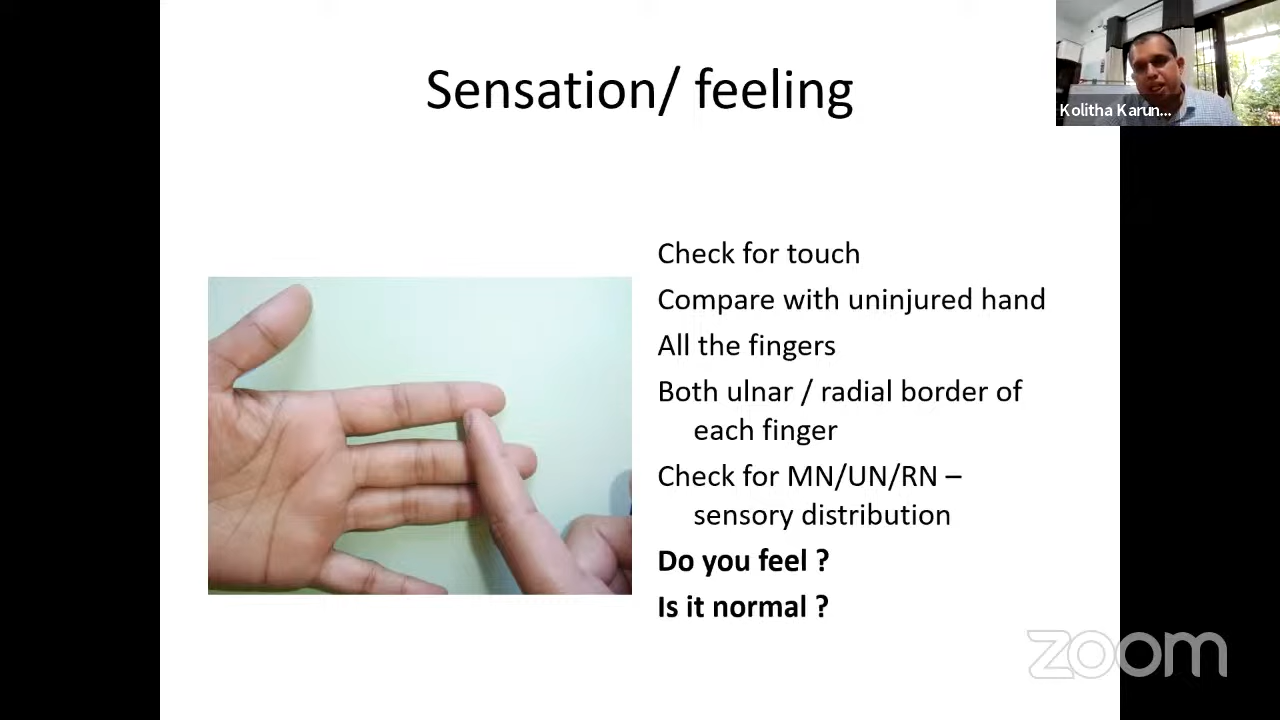 Sensation/ feeling
Kolitha Karun...
Check for touch
Compare with uninjured hand
All the fingers
Both ulnar / radial border of
each finger
Check for MN/UN/RN –
sensory distribution
Do you feel ?
Is it normal ?
zoom